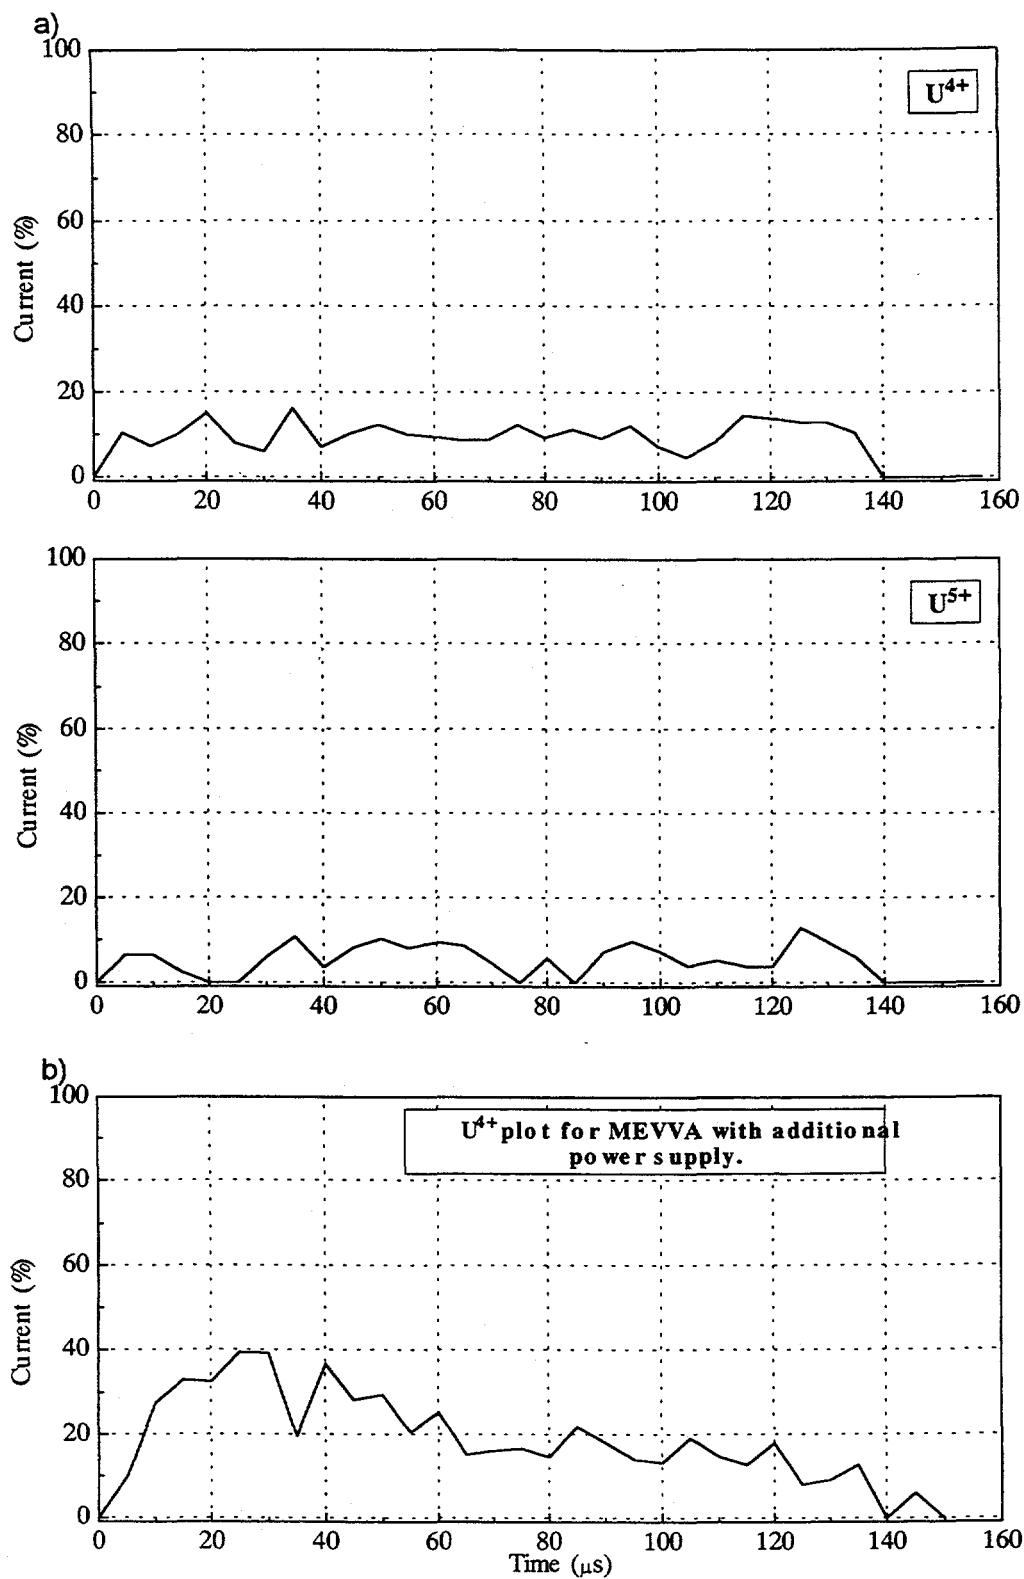 a)
100
80
60
40
20
0
Current (%)
U4+
0 20 40 60 80 100 120 140 160
100
80
60
40
20
0
Current (%)
U5+
0 20 40 60 80 100 120 140 160
b)
100
80
60
40
20
0
Current (%)
U4+ plot for MEVVA with additional
power supply.
0 20 40 60 80 100 120 140 160
Time (μs)